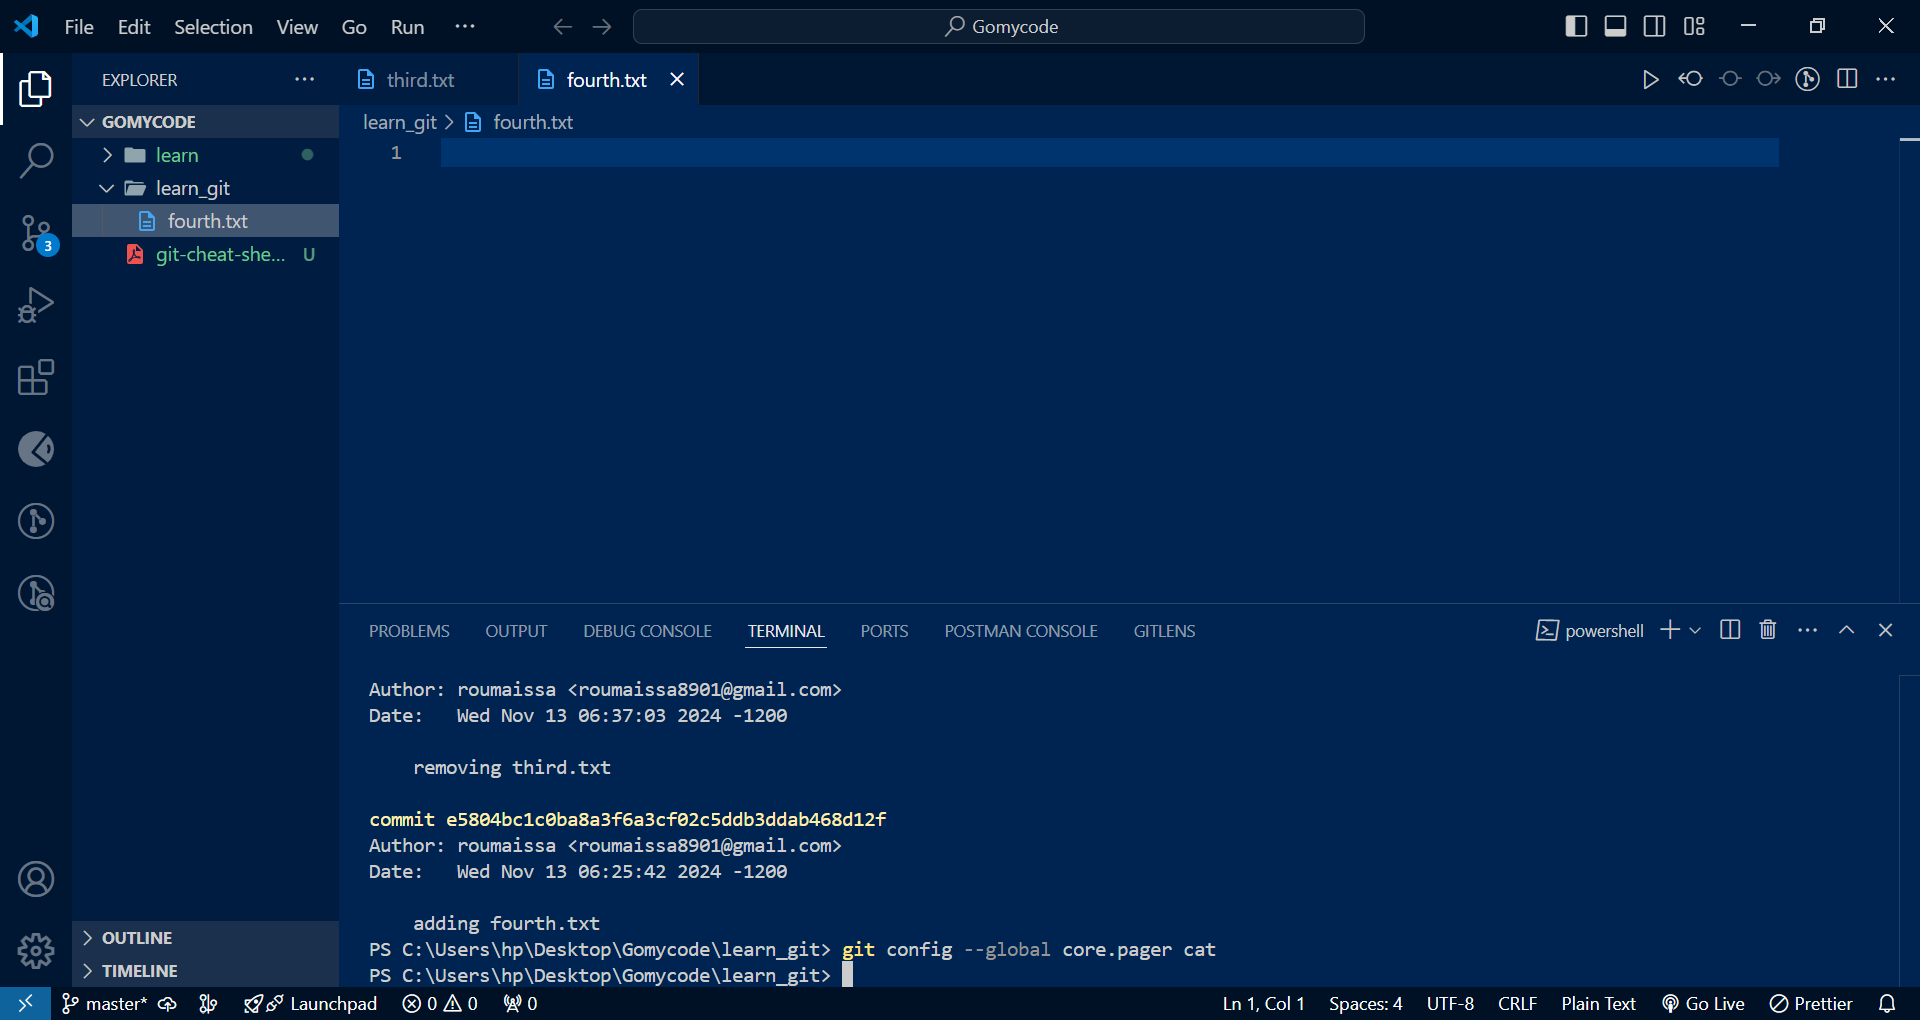 File Edit Selection View Go Run ··· Gomycode
EXPLORER ···
third.txt
fourth.txt
GOMYCODE
learn_git > fourth.txt
learn
1
learn_git
fourth.txt
3
git-cheat-she... U
PROBLEMS OUTPUT DEBUG CONSOLE TERMINAL PORTS POSTMAN CONSOLE GITLENS powershell
Author: roumaissa <roumaissa8901@gmail.com>
Date:   Wed Nov 13 06:37:03 2024 -1200
removing third.txt
commit e5804bc1c0ba8a3f6a3cf02c5ddb3ddab468d12f
Author: roumaissa <roumaissa8901@gmail.com>
Date:   Wed Nov 13 06:25:42 2024 -1200
adding fourth.txt
PS C:\Users\hp\Desktop\Gomycode\learn_git> git config --global core.pager cat
PS C:\Users\hp\Desktop\Gomycode\learn_git>
OUTLINE
TIMELINE
master* Launchpad 0 0 0 Ln 1, Col 1 Spaces: 4 UTF-8 CRLF Plain Text Go Live Prettier